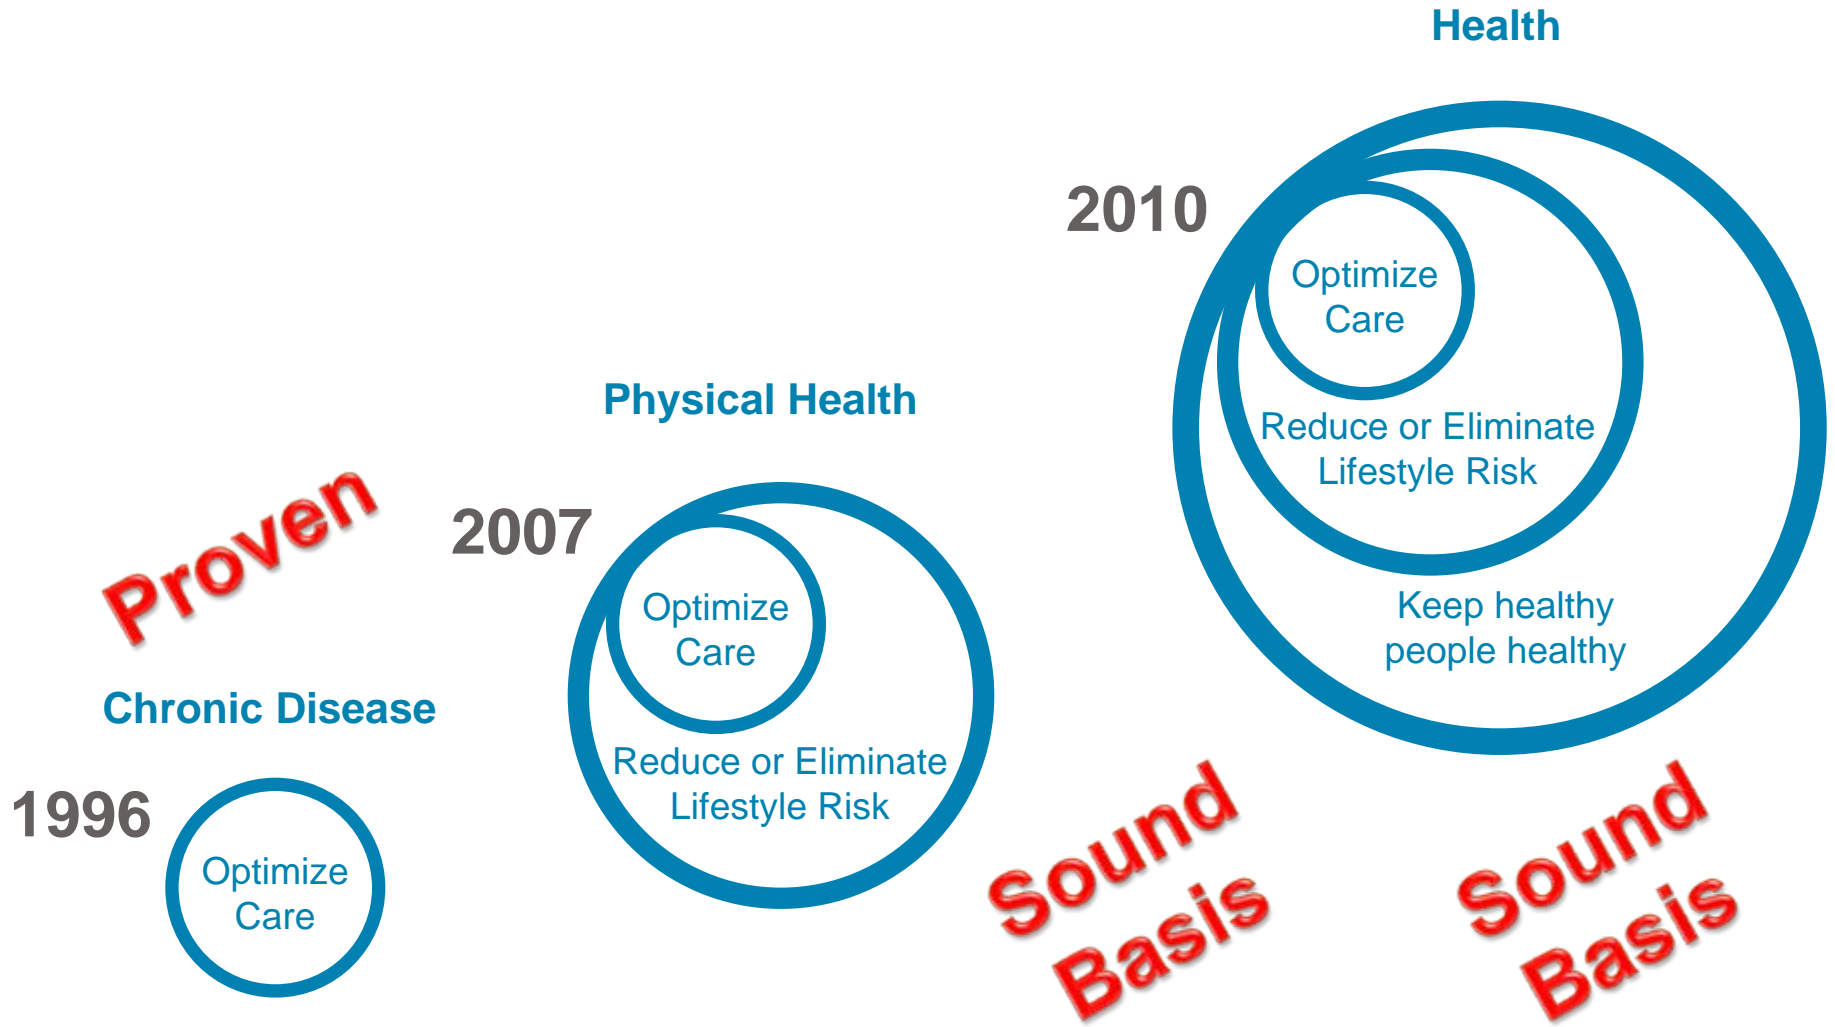 Health
2010
Optimize
Care
Reduce or Eliminate
Lifestyle Risk
Keep healthy
people healthy
Physical Health
2007
Optimize
Care
Reduce or Eliminate
Lifestyle Risk
Proven
Chronic Disease
1996
Optimize
Care
Sound
Basis
Sound
Basis